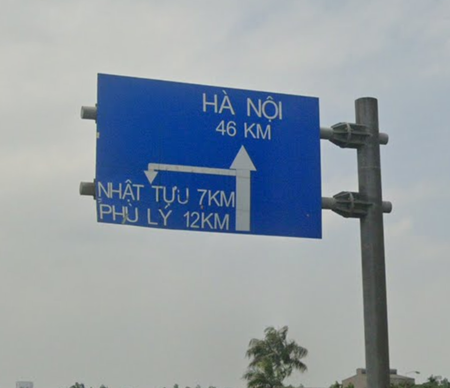 HÀ NỘI
46 KM
NHẬT TỰU 7KM
PHỦ LÝ 12KM